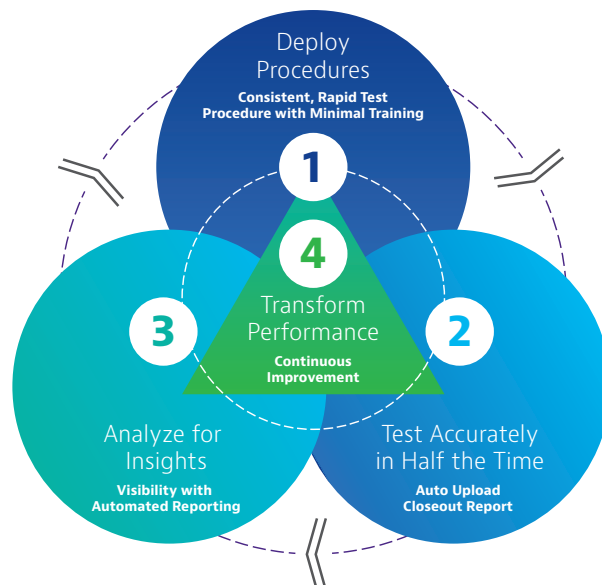 Deploy
Procedures
Consistent, Rapid Test
Procedure with Minimal Training
1
4
Transform
Performance
Continuous
Improvement
3
Analyze for
Insights
Visibility with
Automated Reporting
2
Test Accurately
in Half the Time
Auto Upload
Closeout Report